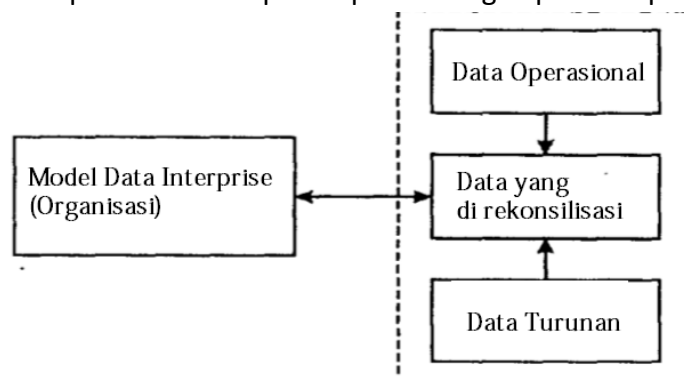 Data Operasional
Model Data Interprise
(Organisasi)
Data yang
di rekonsilisasi
Data Turunan